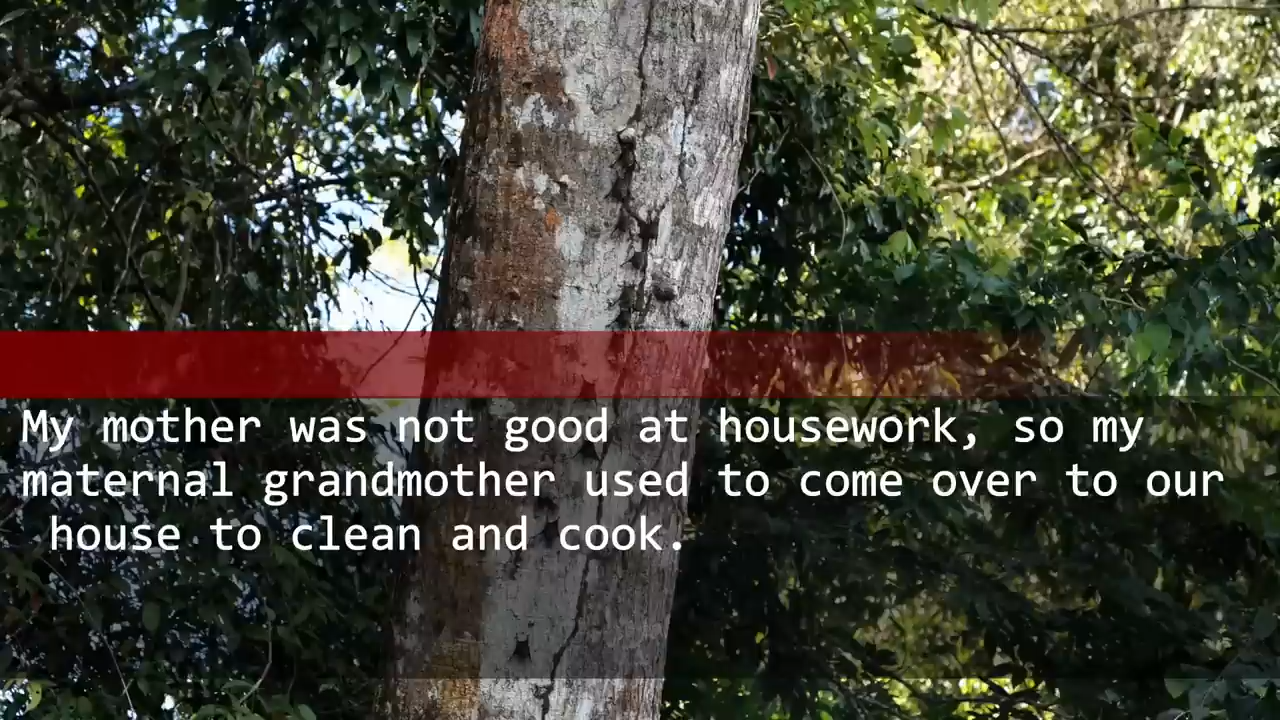 My mother was not good at housework, so my
maternal grandmother used to come over to our
house to clean and cook.